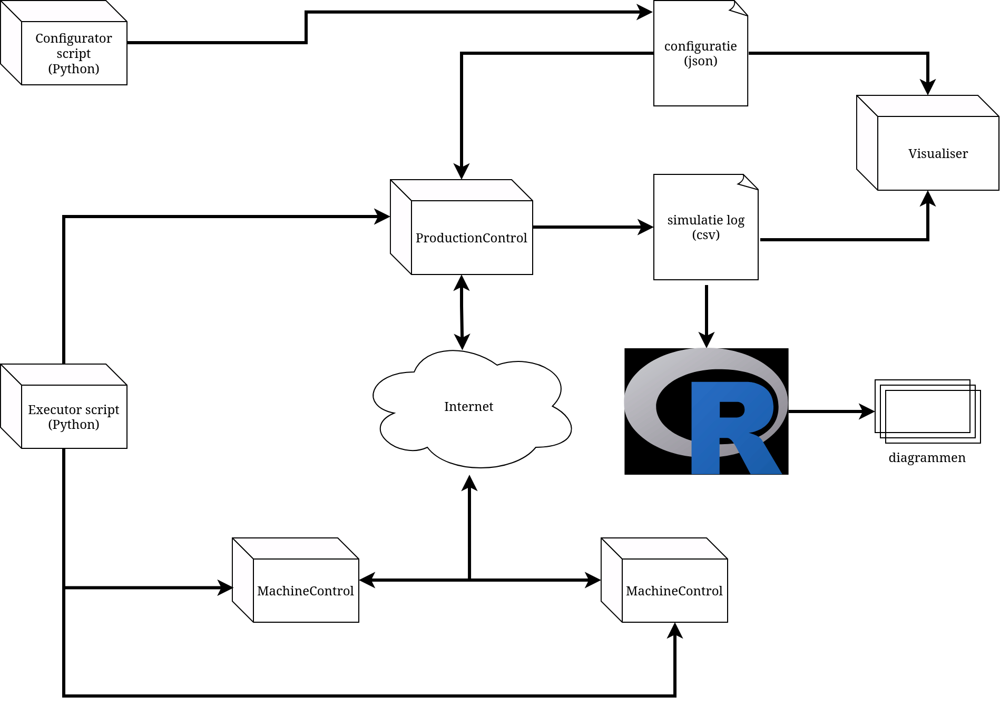 Configurator
script
(Python)
configuratie
(json)
Visualiser
ProductionControl
simulatie log
(csv)
Executor script
(Python)
Internet
R
diagrammen
MachineControl
MachineControl